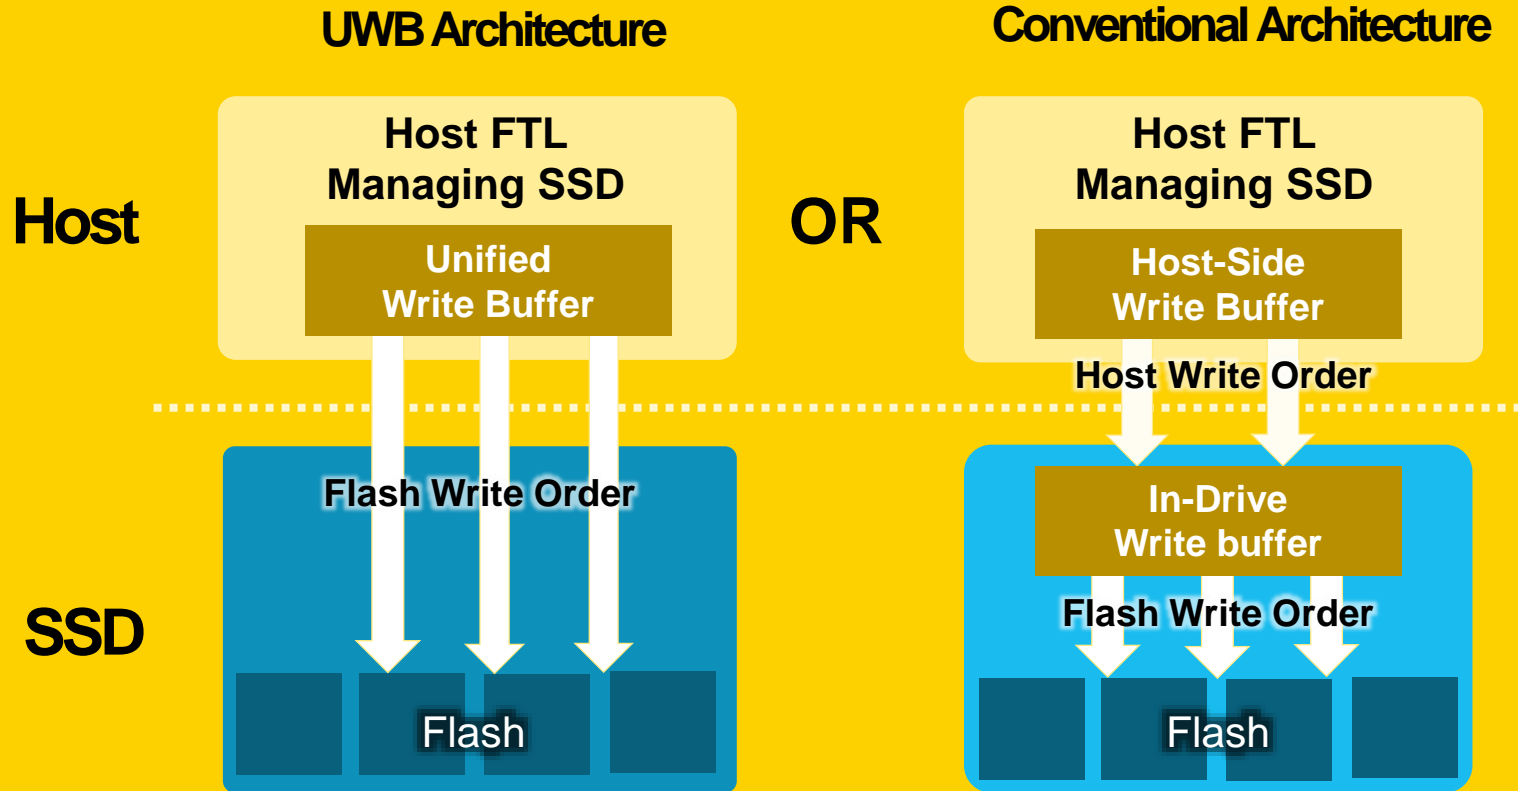 UWB Architecture
Conventional Architecture
Host
Host FTL
Managing SSD
Unified
Write Buffer
OR
Host FTL
Managing SSD
Host-Side
Write Buffer
Host Write Order
SSD
Flash Write Order
Flash
In-Drive
Write buffer
Flash Write Order
Flash